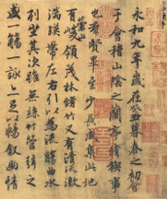 永和九年歲在癸丑暮春之初會
于會稽山陰之蘭亭脩稧事
也羣賢畢至少長咸集此地
有崇山峻領茂林脩竹又有清流激
湍暎帶左右引以為流觴曲水
列坐其次雖無絲竹管弦之
盛一觴一詠亦足以暢敘幽情